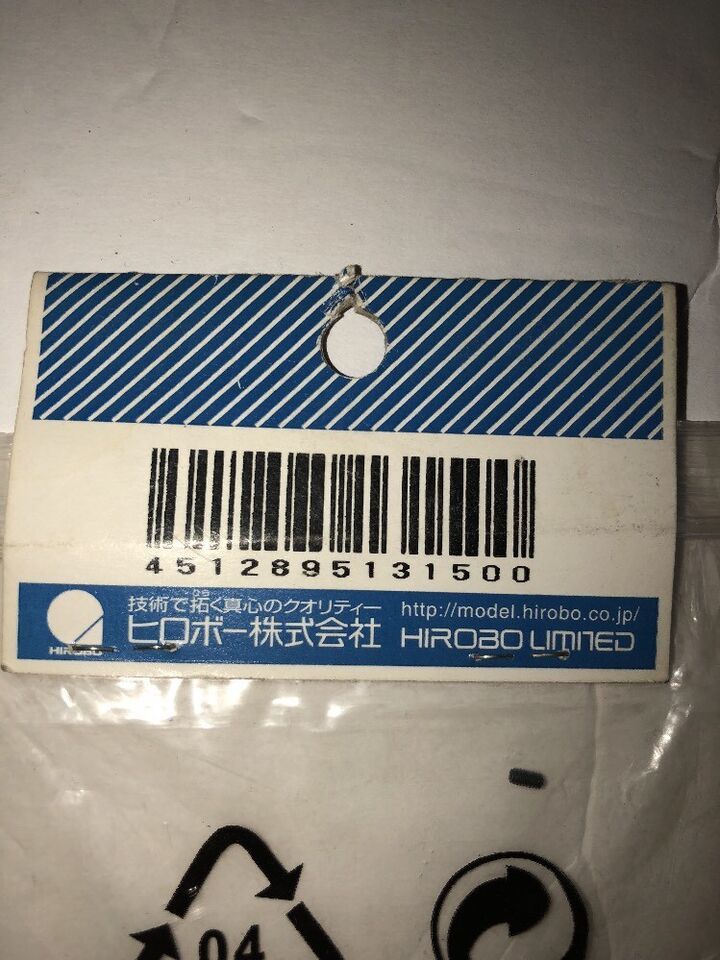 4512895131500
技術で拓く真心のクオリティー
ヒロボー株式会社
http://model.hirobo.co.jp/
HIROBO LIMITED
HIROBO
04